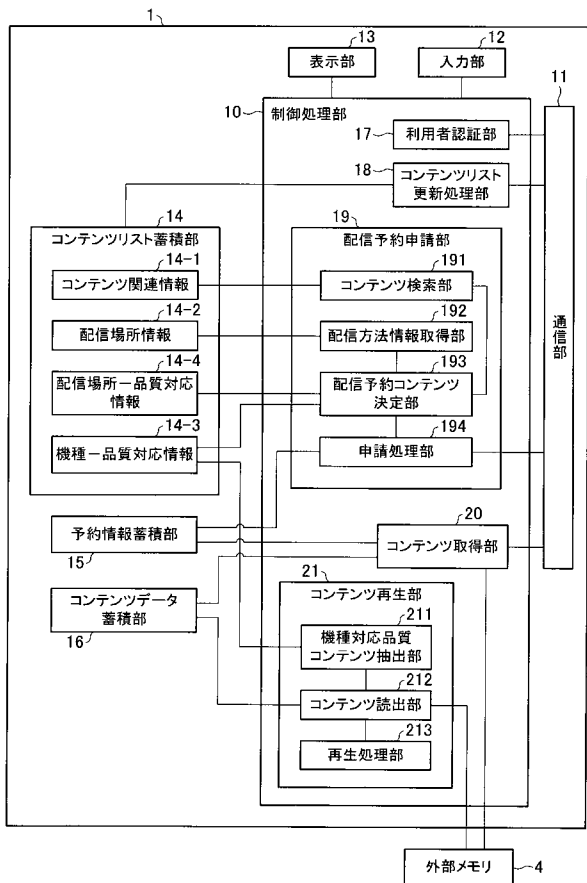 1
13
表示部
12
入力部
11
10
制御処理部
17
利用者認証部
18
コンテンツリスト
更新処理部
14
コンテンツリスト蓄積部
14-1
コンテンツ関連情報
14-2
配信場所情報
14-4
配信場所ー品質対応
情報
14-3
機種ー品質対応情報
19
配信予約申請部
191
コンテンツ検索部
192
配信方法情報取得部
193
配信予約コンテンツ
決定部
194
申請処理部
通信部
予約情報蓄積部
15
20
コンテンツ取得部
コンテンツデータ
蓄積部
16
21
コンテンツ再生部
211
機種対応品質
コンテンツ抽出部
212
コンテンツ読出部
213
再生処理部
外部メモリ
4